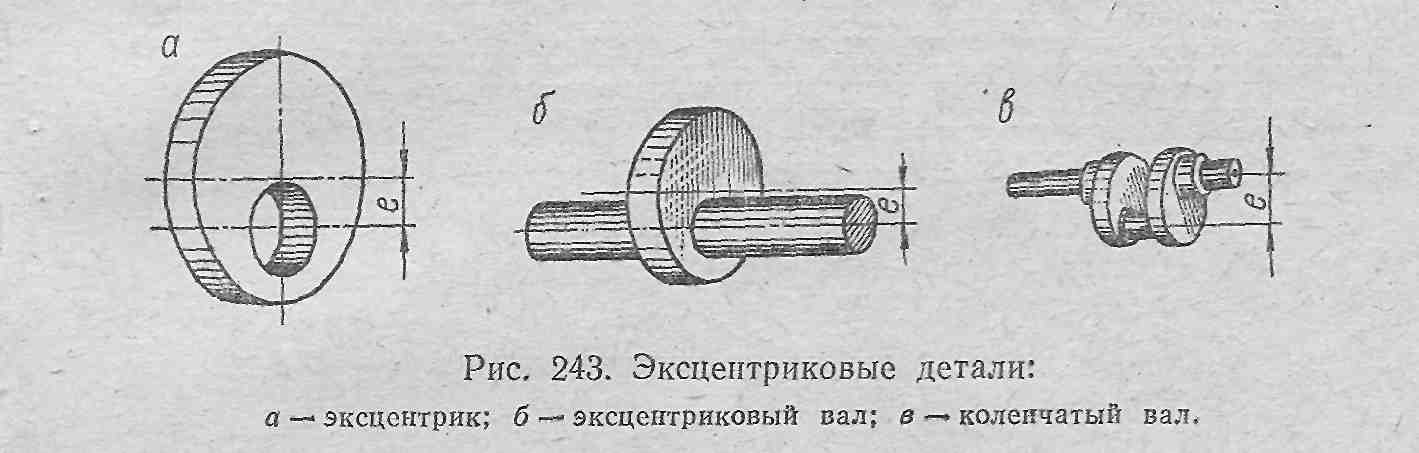 а
б
в
е
е
е
Рис. 243. Эксцентриковые детали:
а — эксцентрик; б — эксцентриковый вал; в — коленчатый вал.